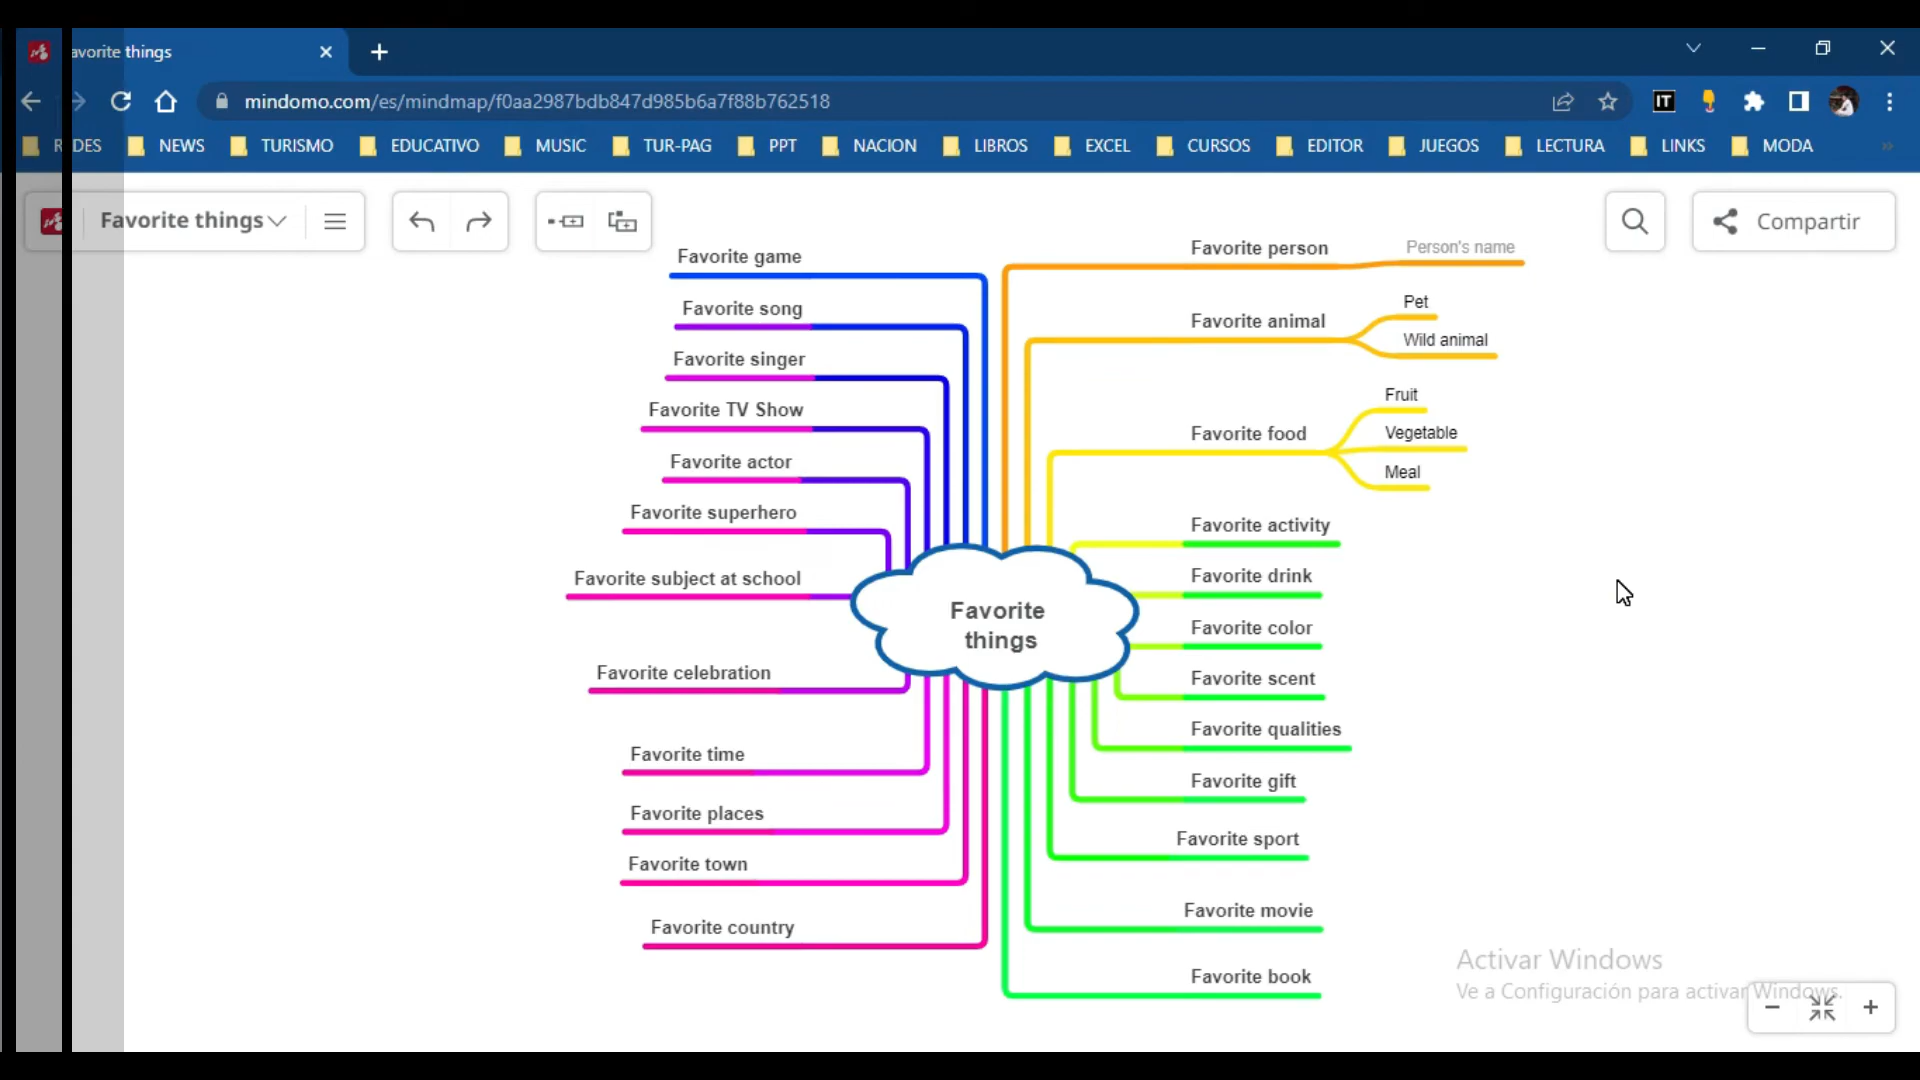 avorite things
mindomo.com/es/mindmap/f0aa2987bdb847d985b6a7f88b762518
IT
R DES NEWS TURISMO EDUCATIVO MUSIC TUR-PAG PPT NACION LIBROS EXCEL CURSOS EDITOR JUEGOS LECTURA LINKS MODA
Favorite things
Compartir
Favorite game
Favorite song
Favorite singer
Favorite TV Show
Favorite actor
Favorite superhero
Favorite subject at school
Favorite celebration
Favorite time
Favorite places
Favorite town
Favorite country
Favorite
things
Favorite person
Person's name
Favorite animal
Pet
Wild animal
Favorite food
Fruit
Vegetable
Meal
Favorite activity
Favorite drink
Favorite color
Favorite scent
Favorite qualities
Favorite gift
Favorite sport
Favorite movie
Favorite book
Activar Windows
Ve a Configuración para activar Windows.